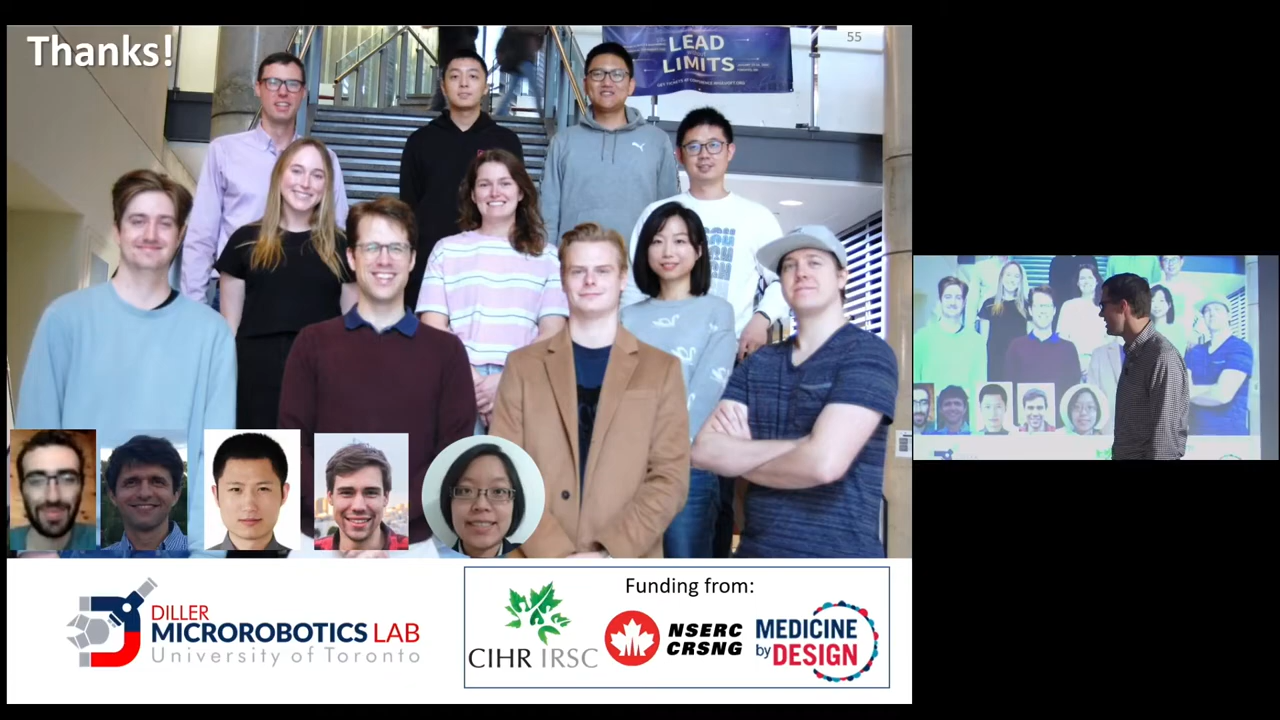 Thanks!
55
LEAD
LIMITS
DILLER
MICROROBOTICS LAB
University of Toronto
Funding from:
CIHR IRSC
NSERC
CRSNG
MEDICINE
by DESIGN